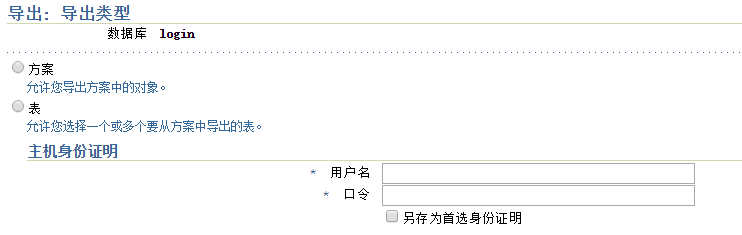 导出: 导出类型
数据库 login
方案
允许您导出方案中的对象。
表
允许您选择一个或多个要从方案中导出的表。
主机身份证明
* 用户名
* 口令
另存为首选身份证明